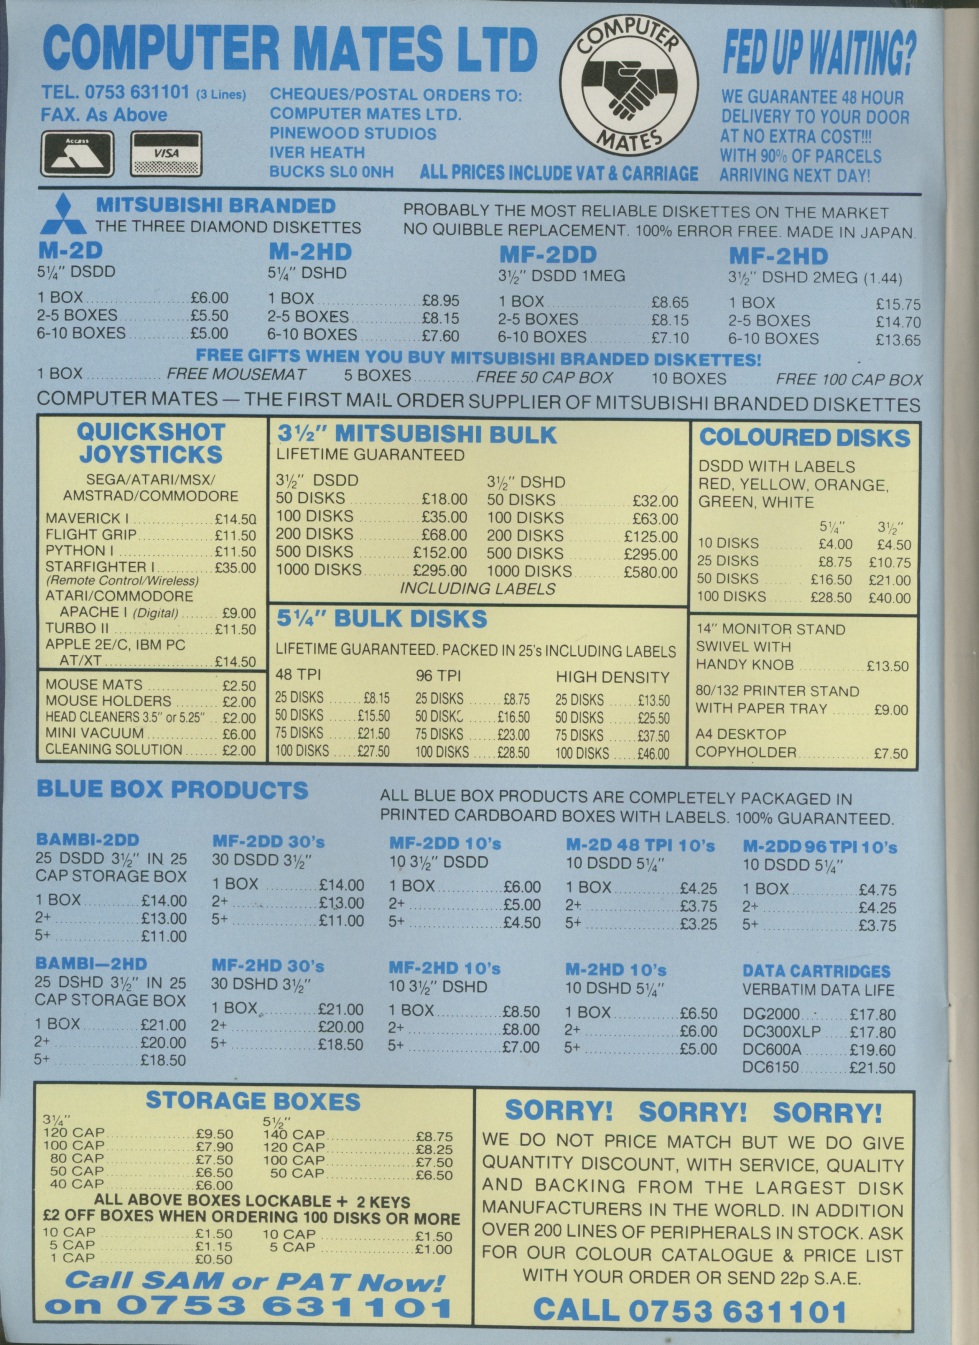 COMPUTER MATES LTD
TEL. 0753 631101 (3 Lines)
FAX. As Above
Access
VISA
CHEQUES/POSTAL ORDERS TO:
COMPUTER MATES LTD.
PINEWOOD STUDIOS
IVER HEATH
BUCKS SL0 0NH
ALL PRICES INCLUDE VAT & CARRIAGE
COMPUTER
MATES
FED UP WAITING?
WE GUARANTEE 48 HOUR
DELIVERY TO YOUR DOOR
AT NO EXTRA COST!!!
WITH 90% OF PARCELS
ARRIVING NEXT DAY!
MITSUBISHI BRANDED
THE THREE DIAMOND DISKETTES
PROBABLY THE MOST RELIABLE DISKETTES ON THE MARKET
NO QUIBBLE REPLACEMENT. 100% ERROR FREE. MADE IN JAPAN.
M-2D
5¼" DSDD
1 BOX £6.00
2-5 BOXES £5.50
6-10 BOXES £5.00
M-2HD
5¼" DSHD
1 BOX £8.95
2-5 BOXES £8.15
6-10 BOXES £7.60
MF-2DD
3½" DSDD 1MEG
1 BOX £8.65
2-5 BOXES £8.15
6-10 BOXES £7.10
MF-2HD
3½" DSHD 2MEG (1.44)
1 BOX £15.75
2-5 BOXES £14.70
6-10 BOXES £13.65
FREE GIFTS WHEN YOU BUY MITSUBISHI BRANDED DISKETTES!
1 BOX FREE MOUSEMAT 5 BOXES FREE 50 CAP BOX 10 BOXES FREE 100 CAP BOX
COMPUTER MATES — THE FIRST MAIL ORDER SUPPLIER OF MITSUBISHI BRANDED DISKETTES
QUICKSHOT
JOYSTICKS
SEGA/ATARI/MSX/
AMSTRAD/COMMODORE
MAVERICK I £14.50
FLIGHT GRIP £11.50
PYTHON I £11.50
STARFIGHTER I £35.00
(Remote Control/Wireless)
ATARI/COMMODORE
APACHE I (Digital) £9.00
TURBO II £11.50
APPLE 2E/C, IBM PC
AT/XT £14.50
MOUSE MATS £2.50
MOUSE HOLDERS £2.00
HEAD CLEANERS 3.5" or 5.25" £2.00
MINI VACUUM £6.00
CLEANING SOLUTION £2.00
3½" MITSUBISHI BULK
LIFETIME GUARANTEED
3½" DSDD 3½" DSHD
50 DISKS £18.00 50 DISKS £32.00
100 DISKS £35.00 100 DISKS £63.00
200 DISKS £68.00 200 DISKS £125.00
500 DISKS £152.00 500 DISKS £295.00
1000 DISKS £295.00 1000 DISKS £580.00
INCLUDING LABELS
5¼" BULK DISKS
LIFETIME GUARANTEED. PACKED IN 25's INCLUDING LABELS
48 TPI 96 TPI HIGH DENSITY
25 DISKS £8.15 25 DISKS £8.75 25 DISKS £13.50
50 DISKS £15.50 50 DISKS £16.50 50 DISKS £25.50
75 DISKS £21.50 75 DISKS £23.00 75 DISKS £37.50
100 DISKS £27.50 100 DISKS £28.50 100 DISKS £46.00
COLOURED DISKS
DSDD WITH LABELS
RED, YELLOW, ORANGE,
GREEN, WHITE
5¼" 3½"
10 DISKS £4.00 £4.50
25 DISKS £8.75 £10.75
50 DISKS £16.50 £21.00
100 DISKS £28.50 £40.00
14" MONITOR STAND
SWIVEL WITH
HANDY KNOB £13.50
80/132 PRINTER STAND
WITH PAPER TRAY £9.00
A4 DESKTOP
COPYHOLDER £7.50
BLUE BOX PRODUCTS
ALL BLUE BOX PRODUCTS ARE COMPLETELY PACKAGED IN
PRINTED CARDBOARD BOXES WITH LABELS. 100% GUARANTEED.
BAMBI-2DD
25 DSDD 3½" IN 25
CAP STORAGE BOX
1 BOX £14.00
2+ £13.00
5+ £11.00
MF-2DD 30's
30 DSDD 3½"
1 BOX £14.00
2+ £13.00
5+ £11.00
MF-2DD 10's
10 3½" DSDD
1 BOX £6.00
2+ £5.00
5+ £4.50
M-2D 48 TPI 10's
10 DSDD 5¼"
1 BOX £4.25
2+ £3.75
5+ £3.25
M-2DD 96 TPI 10's
10 DSDD 5¼"
1 BOX £4.75
2+ £4.25
5+ £3.75
BAMBI—2HD
25 DSHD 3½" IN 25
CAP STORAGE BOX
1 BOX £21.00
2+ £20.00
5+ £18.50
MF-2HD 30's
30 DSHD 3½"
1 BOX £21.00
2+ £20.00
5+ £18.50
MF-2HD 10's
10 3½" DSHD
1 BOX £8.50
2+ £8.00
5+ £7.00
M-2HD 10's
10 DSHD 5¼"
1 BOX £6.50
2+ £6.00
5+ £5.00
DATA CARTRIDGES
VERBATIM DATA LIFE
DG2000 £17.80
DC300XLP £17.80
DC600A £19.60
DC6150 £21.50
STORAGE BOXES
3¼" 5½"
120 CAP £9.50 140 CAP £8.75
100 CAP £7.90 120 CAP £8.25
80 CAP £7.50 100 CAP £7.50
50 CAP £6.50 50 CAP £6.50
40 CAP £6.00
ALL ABOVE BOXES LOCKABLE + 2 KEYS
£2 OFF BOXES WHEN ORDERING 100 DISKS OR MORE
10 CAP £1.50 10 CAP £1.50
5 CAP £1.15 5 CAP £1.00
1 CAP £0.50
Call SAM or PAT Now!
on 0753 631101
SORRY! SORRY! SORRY!
WE DO NOT PRICE MATCH BUT WE DO GIVE
QUANTITY DISCOUNT, WITH SERVICE, QUALITY
AND BACKING FROM THE LARGEST DISK
MANUFACTURERS IN THE WORLD. IN ADDITION
OVER 200 LINES OF PERIPHERALS IN STOCK. ASK
FOR OUR COLOUR CATALOGUE & PRICE LIST
WITH YOUR ORDER OR SEND 22p S.A.E.
CALL 0753 631101